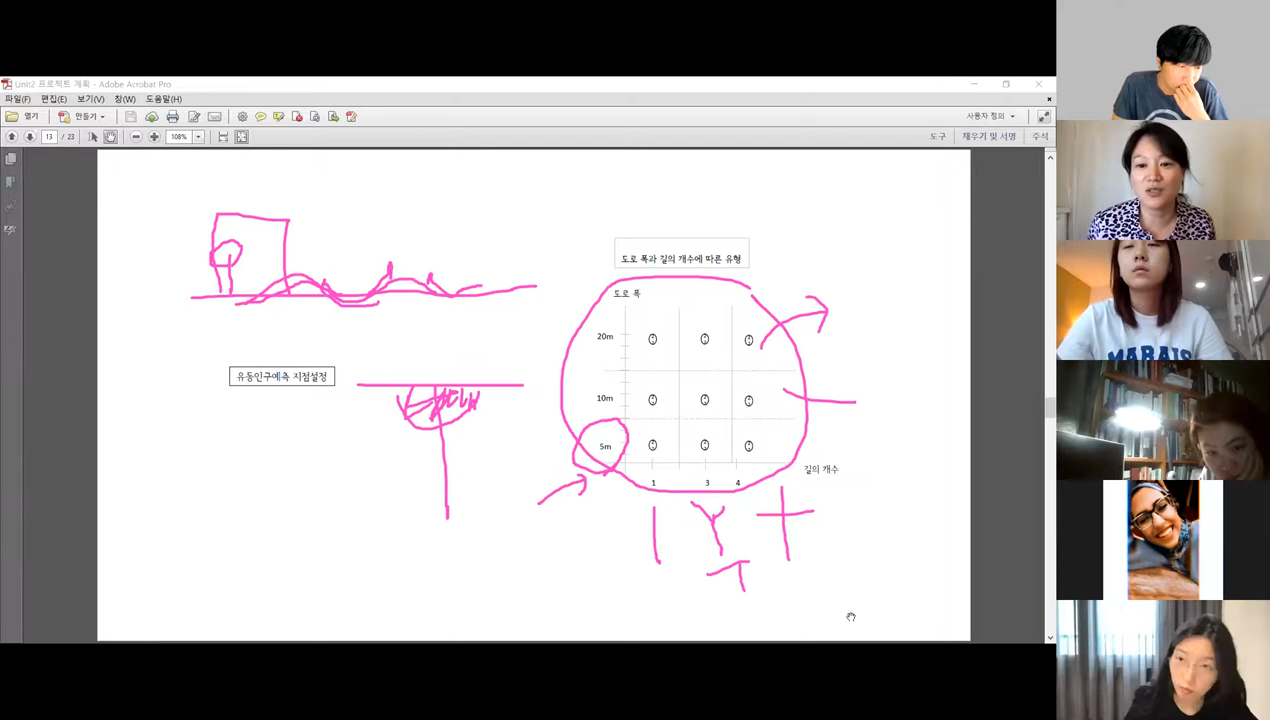 Unit2 프로젝트 계획 - Adobe Acrobat Pro
파일(F) 편집(E) 보기(V) 창(W) 도움말(H)
열기 만들기 사용자 정의
13 / 23 108% 도구 채우기 및 서명 주석
도로 폭과 길의 개수에 따른 유형
도로 폭
20m
유동인구예측 지점설정
10m
5m
길의 개수
1 3 4
MARAIS